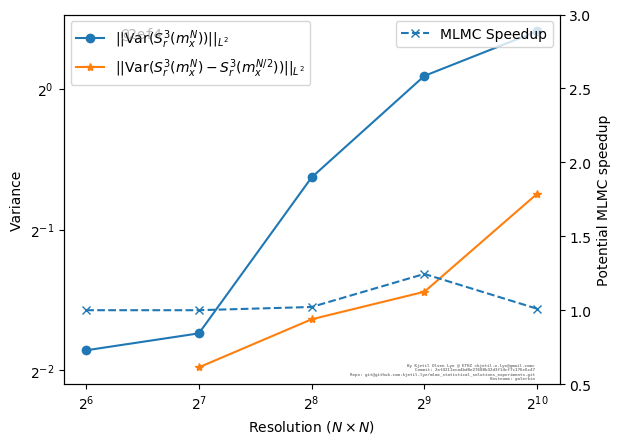 ||Var(S_r^3(m_x^N))||_{L^2}
||Var(S_r^3(m_x^N) − S_r^3(m_x^{N/2}))||_{L^2}
MLMC Speedup
Variance
2^0
2^{-1}
2^{-2}
3.0
2.5
2.0
1.5
1.0
0.5
Potential MLMC speedup
2^6
2^7
2^8
2^9
2^{10}
Resolution (N × N)